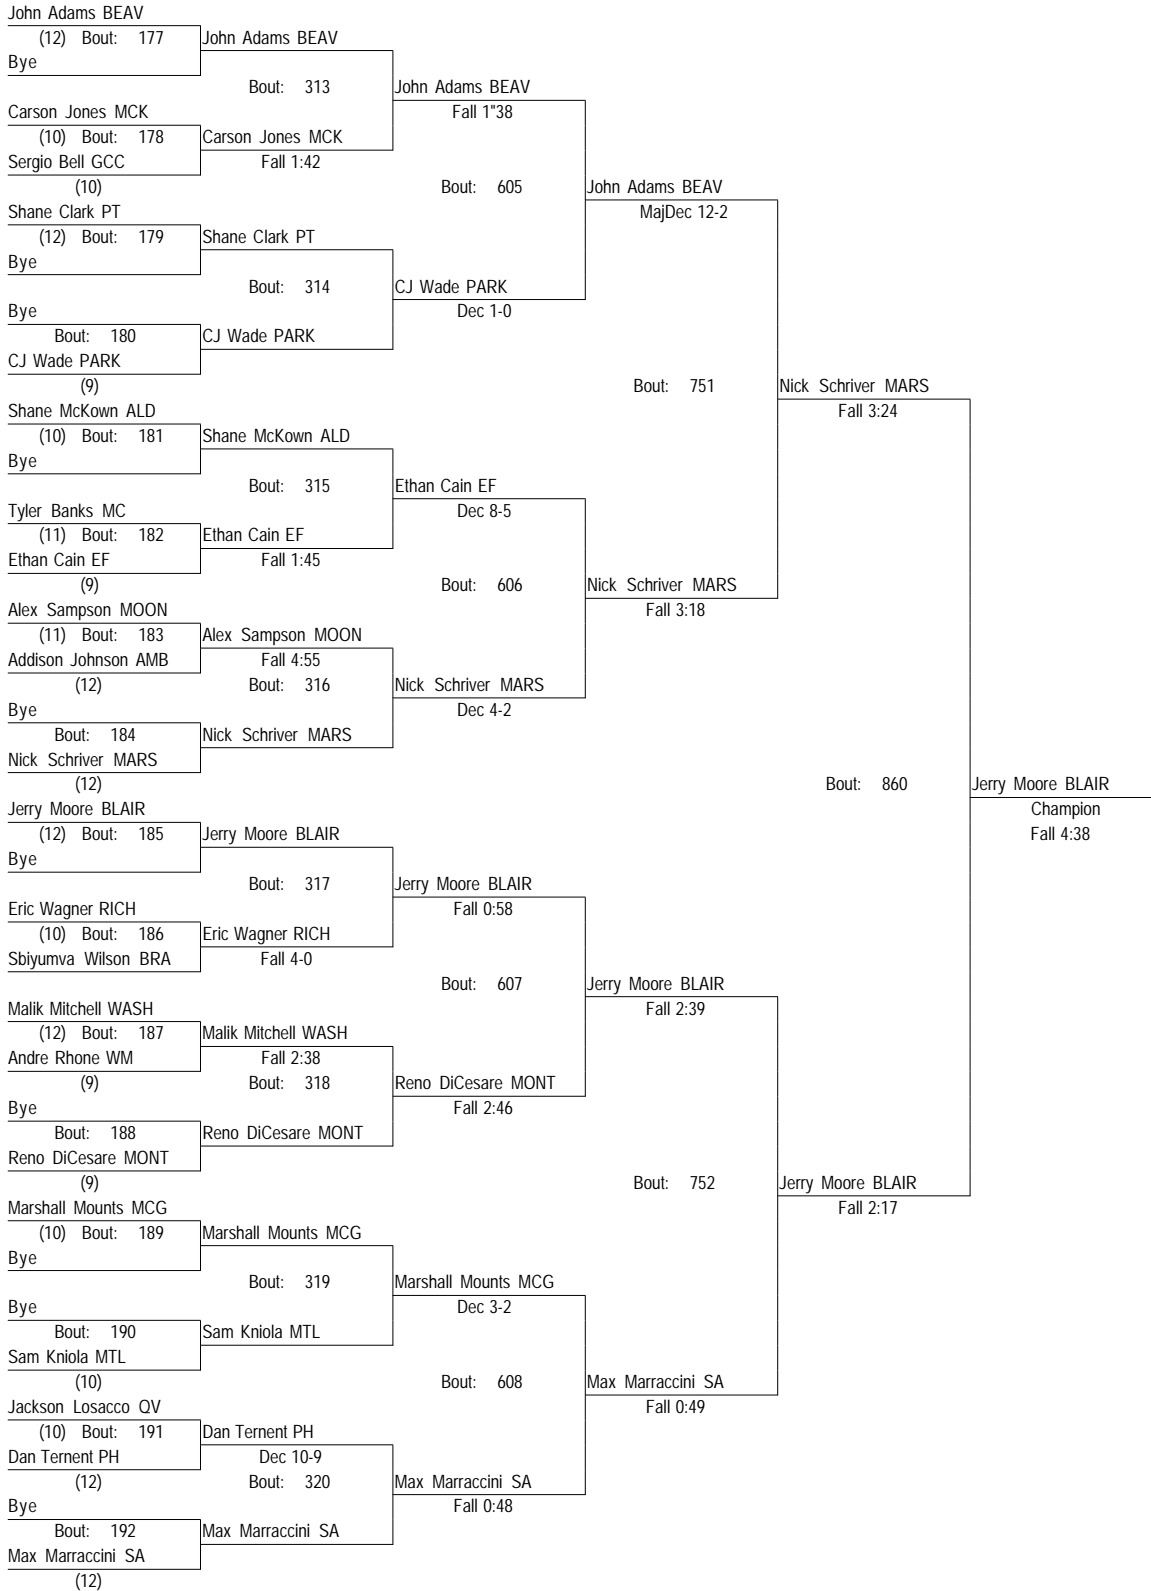 John Adams BEAV
(12) Bout: 177 John Adams BEAV
Bye
Bout: 313 John Adams BEAV
Carson Jones MCK Fall 1"38
(10) Bout: 178 Carson Jones MCK
Sergio Bell GCC Fall 1:42
(10) Bout: 605 John Adams BEAV
Shane Clark PT MajDec 12-2
(12) Bout: 179 Shane Clark PT
Bye
Bout: 314 CJ Wade PARK
Bye Dec 1-0
Bout: 180 CJ Wade PARK
CJ Wade PARK
(9) Bout: 751 Nick Schriver MARS
Shane McKown ALD Fall 3:24
(10) Bout: 181 Shane McKown ALD
Bye
Bout: 315 Ethan Cain EF
Tyler Banks MC Dec 8-5
(11) Bout: 182 Ethan Cain EF
Ethan Cain EF Fall 1:45
(9) Bout: 606 Nick Schriver MARS
Alex Sampson MOON Fall 3:18
(11) Bout: 183 Alex Sampson MOON
Addison Johnson AMB Fall 4:55
(12) Bout: 316 Nick Schriver MARS
Bye Dec 4-2
Bout: 184 Nick Schriver MARS
Nick Schriver MARS
(12) Bout: 860 Jerry Moore BLAIR
Jerry Moore BLAIR Champion
(12) Bout: 185 Jerry Moore BLAIR Fall 4:38
Bye
Bout: 317 Jerry Moore BLAIR
Eric Wagner RICH Fall 0:58
(10) Bout: 186 Eric Wagner RICH
Sbiyumva Wilson BRA Fall 4-0
Bout: 607 Jerry Moore BLAIR
Malik Mitchell WASH Fall 2:39
(12) Bout: 187 Malik Mitchell WASH
Andre Rhone WM Fall 2:38
(9) Bout: 318 Reno DiCesare MONT
Bye Fall 2:46
Bout: 188 Reno DiCesare MONT
Reno DiCesare MONT
(9) Bout: 752 Jerry Moore BLAIR
Marshall Mounts MCG Fall 2:17
(10) Bout: 189 Marshall Mounts MCG
Bye
Bout: 319 Marshall Mounts MCG
Bye Dec 3-2
Bout: 190 Sam Kniola MTL
Sam Kniola MTL
(10) Bout: 608 Max Marraccini SA
Jackson Losacco QV Fall 0:49
(10) Bout: 191 Dan Ternent PH
Dan Ternent PH Dec 10-9
(12) Bout: 320 Max Marraccini SA
Bye Fall 0:48
Bout: 192 Max Marraccini SA
Max Marraccini SA
(12)